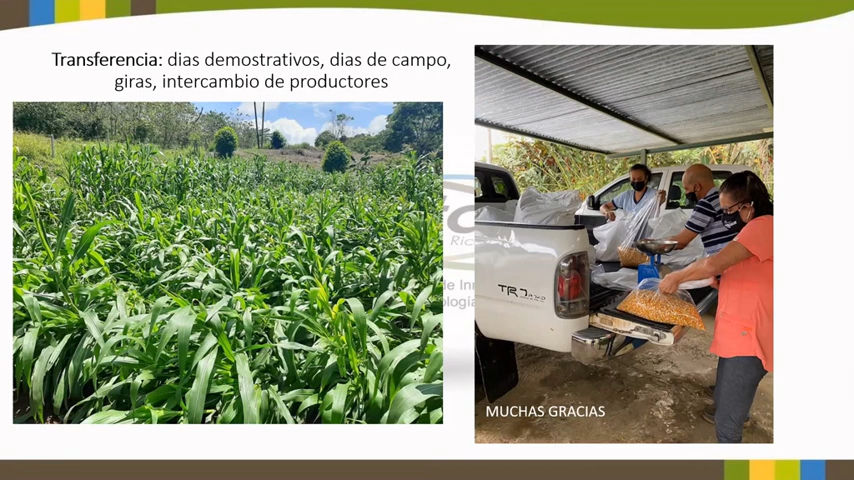 Transferencia: dias demostrativos, dias de campo,
giras, intercambio de productores
MUCHAS GRACIAS